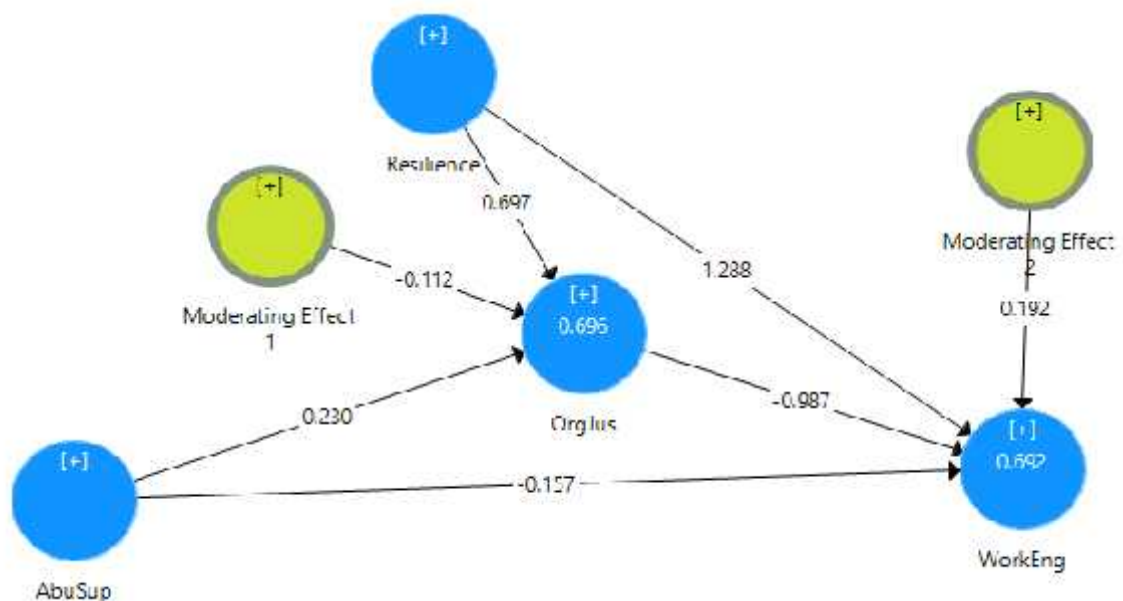 [+]
Resilience
[+]
Moderating Effect
1
[+]
Moderating Effect
2
0.697
-0.112
1.288
0.192
[+]
0.696
OrgJus
0.230
-0.987
[+]
0.692
WorkEng
-0.157
[+]
AbuSup